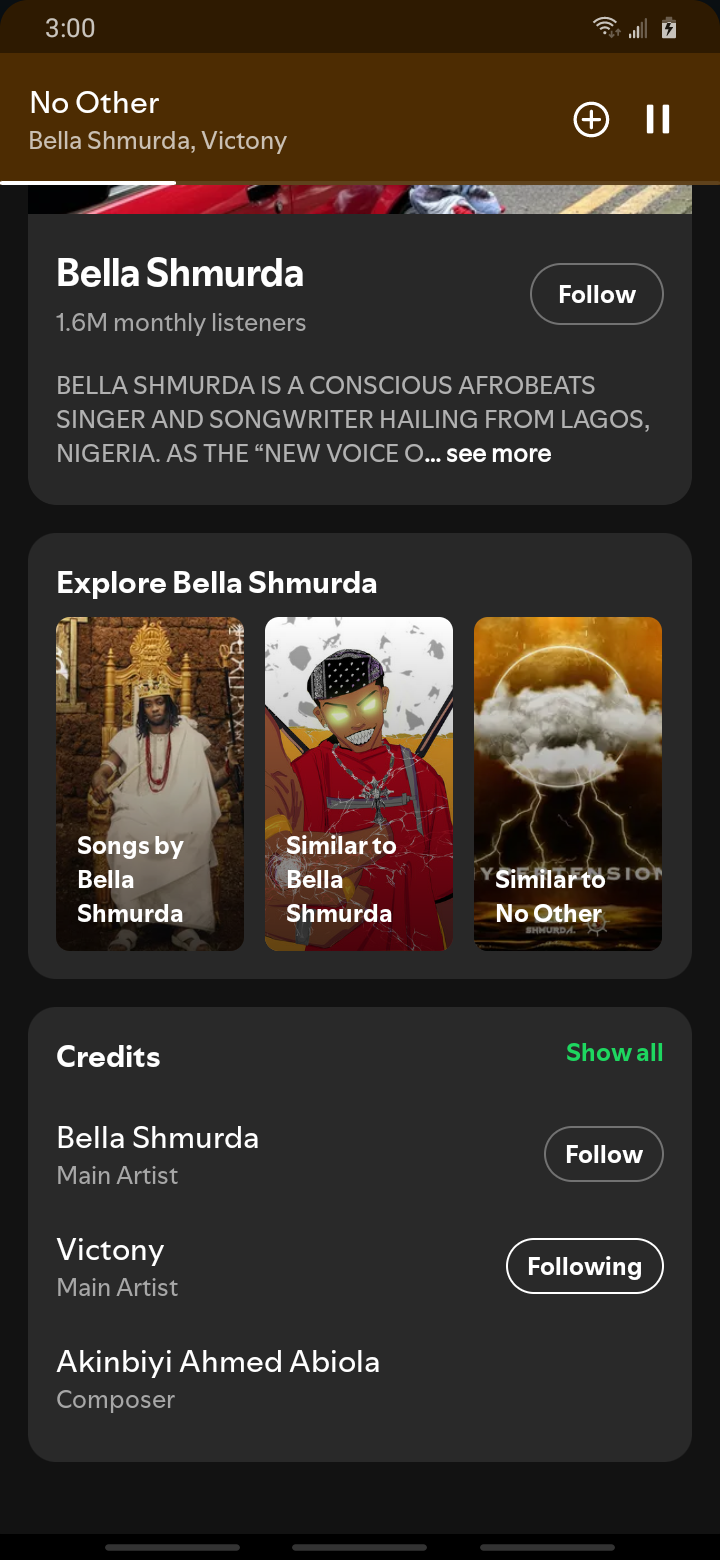 3:00
No Other
Bella Shmurda, Victony
Bella Shmurda
Follow
1.6M monthly listeners
BELLA SHMURDA IS A CONSCIOUS AFROBEATS
SINGER AND SONGWRITER HAILING FROM LAGOS,
NIGERIA. AS THE “NEW VOICE O... see more
Explore Bella Shmurda
Songs by
Bella
Shmurda
Similar to
Bella
Shmurda
YPERTENSION
Similar to
No Other
SHMURDA.
Credits
Show all
Bella Shmurda
Main Artist
Follow
Victony
Main Artist
Following
Akinbiyi Ahmed Abiola
Composer